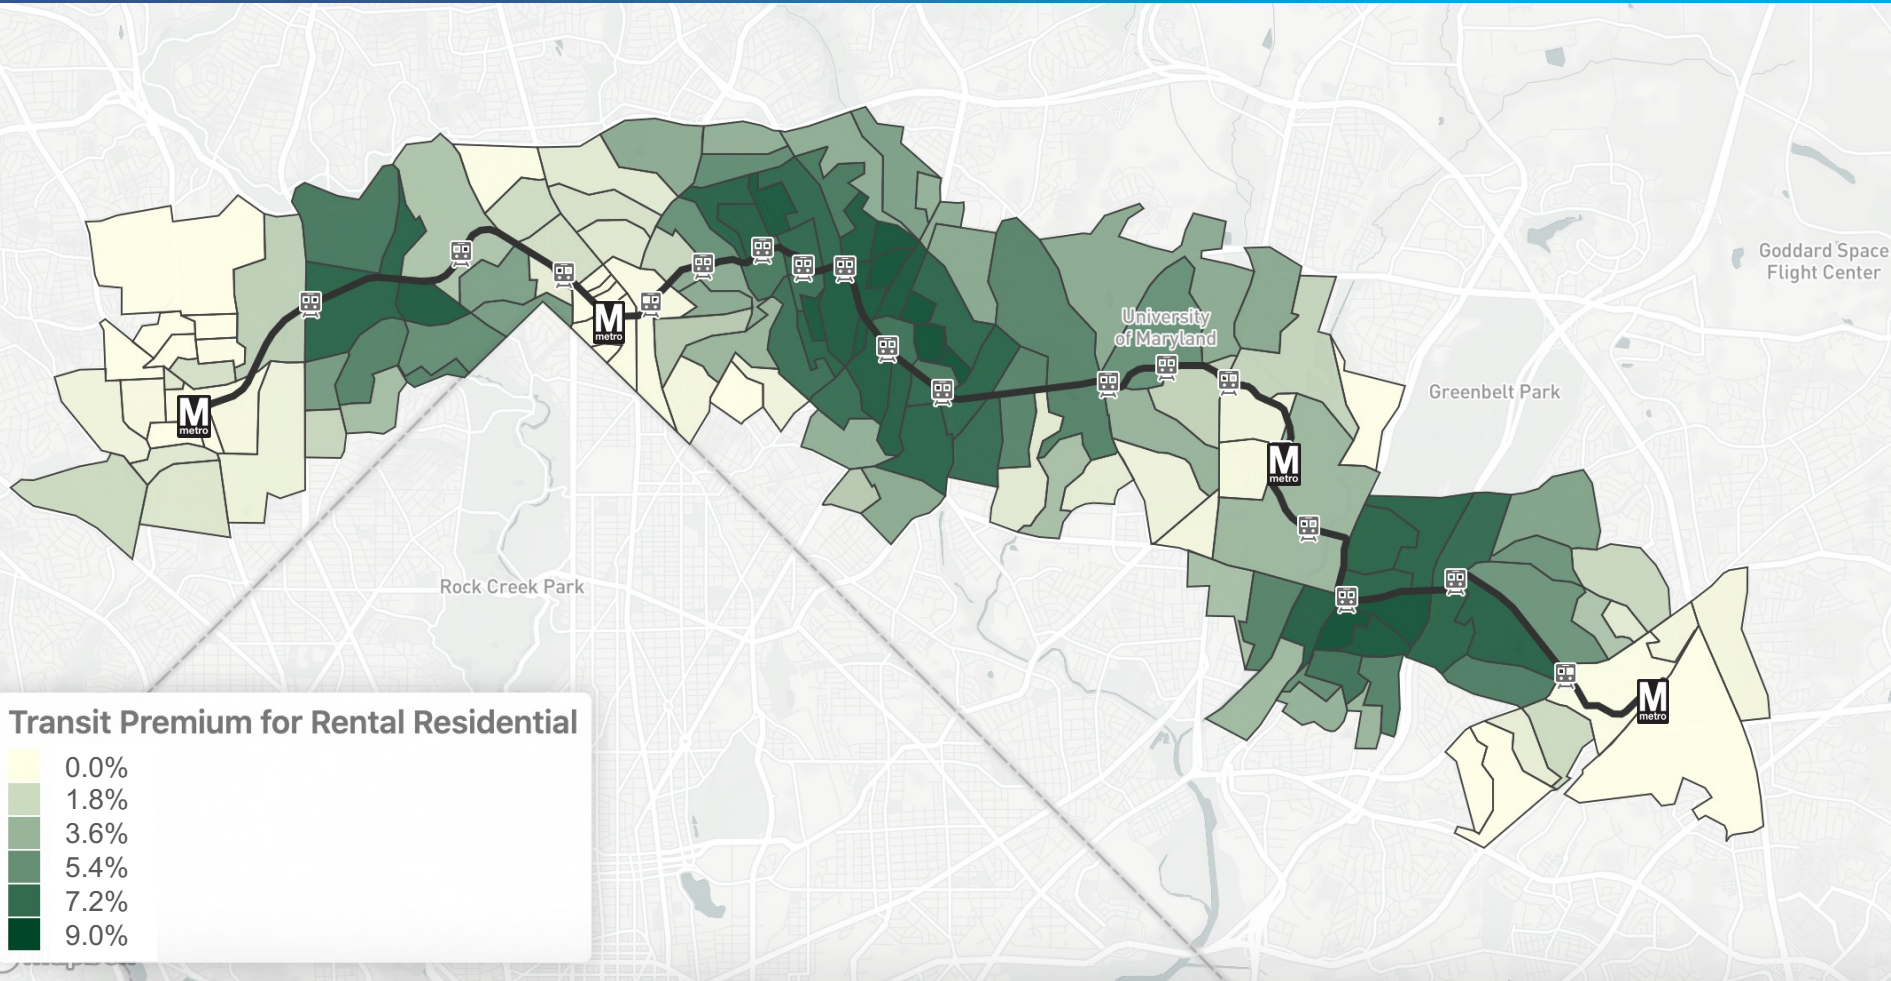 Goddard Space
Flight Center
University
of Maryland
Greenbelt Park
M
metro
M
metro
M
metro
Rock Creek Park
M
metro
Transit Premium for Rental Residential
0.0%
1.8%
3.6%
5.4%
7.2%
9.0%